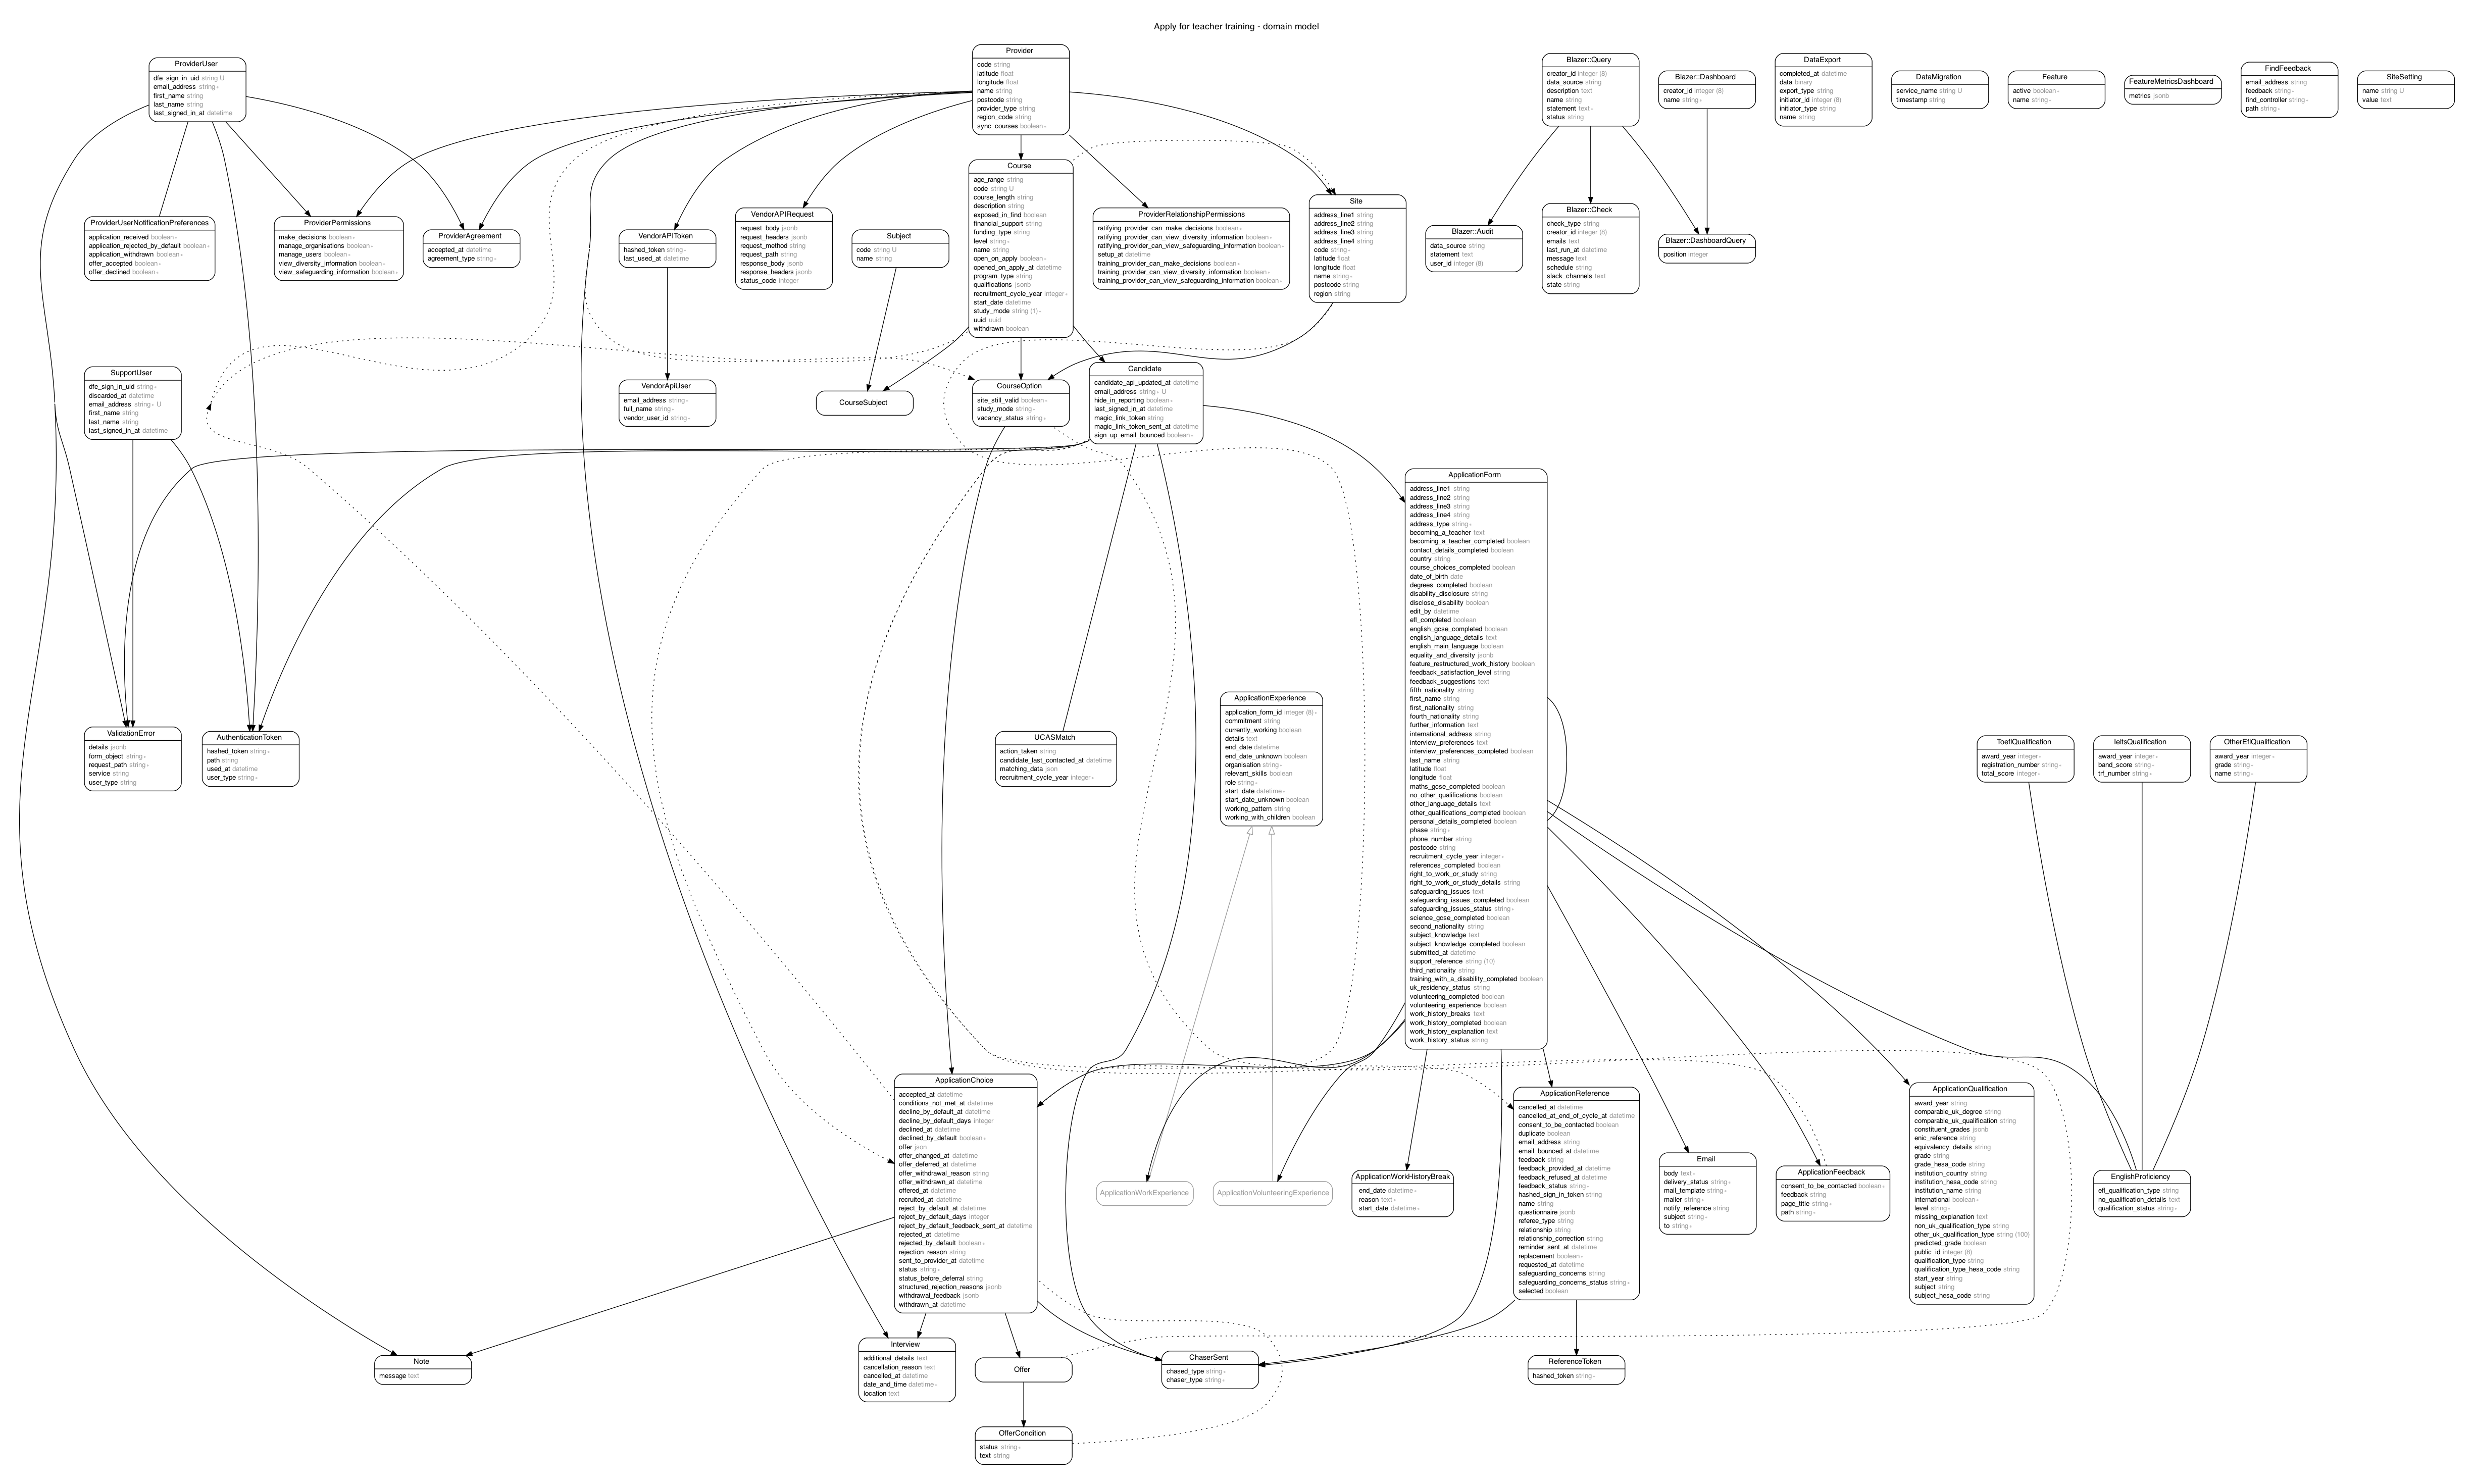 Apply for teacher training - domain model
ProviderUser
dfe_sign_in_uid string U
email_address string ∗
first_name string
last_name string
last_signed_in_at datetime
Provider
code string
latitude float
longitude float
name string
postcode string
provider_type string
region_code string
sync_courses boolean ∗
Blazer::Query
creator_id integer (8)
data_source string
description text
name string
statement text ∗
status string
Blazer::Dashboard
creator_id integer (8)
name string ∗
DataExport
completed_at datetime
data binary
export_type string
initiator_id integer (8)
initiator_type string
name string
DataMigration
service_name string U
timestamp string
Feature
active boolean ∗
name string ∗
FeatureMetricsDashboard
metrics jsonb
FindFeedback
email_address string
feedback string ∗
find_controller string ∗
path string ∗
SiteSetting
name string U
value text
ProviderUserNotificationPreferences
application_received boolean ∗
application_rejected_by_default boolean ∗
application_withdrawn boolean ∗
offer_accepted boolean ∗
offer_declined boolean ∗
ProviderPermissions
make_decisions boolean ∗
manage_organisations boolean ∗
manage_users boolean ∗
view_diversity_information boolean ∗
view_safeguarding_information boolean ∗
ProviderAgreement
accepted_at datetime
agreement_type string ∗
VendorAPIToken
hashed_token string ∗
last_used_at datetime
VendorAPIRequest
request_body jsonb
request_headers jsonb
request_method string
request_path string
response_body jsonb
response_headers jsonb
status_code integer
Subject
code string U
name string
Course
age_range string
code string U
course_length string
description string
exposed_in_find boolean
financial_support string
funding_type string
level string ∗
name string
open_on_apply boolean ∗
opened_on_apply_at datetime
program_type string
qualifications jsonb
recruitment_cycle_year integer ∗
start_date datetime
study_mode string (1) ∗
uuid uuid
withdrawn boolean
ProviderRelationshipPermissions
ratifying_provider_can_make_decisions boolean ∗
ratifying_provider_can_view_diversity_information boolean ∗
ratifying_provider_can_view_safeguarding_information boolean ∗
setup_at datetime
training_provider_can_make_decisions boolean ∗
training_provider_can_view_diversity_information boolean ∗
training_provider_can_view_safeguarding_information boolean ∗
Site
address_line1 string
address_line2 string
address_line3 string
address_line4 string
code string ∗
latitude float
longitude float
name string ∗
postcode string
region string
Blazer::Audit
data_source string
statement text
user_id integer (8)
Blazer::Check
check_type string
creator_id integer (8)
emails text
last_run_at datetime
message text
schedule string
slack_channels text
state string
Blazer::DashboardQuery
position integer
SupportUser
dfe_sign_in_uid string ∗
discarded_at datetime
email_address string ∗ U
first_name string
last_name string
last_signed_in_at datetime
VendorApiUser
email_address string ∗
full_name string ∗
vendor_user_id string ∗
CourseSubject
CourseOption
site_still_valid boolean ∗
study_mode string ∗
vacancy_status string ∗
Candidate
candidate_api_updated_at datetime
email_address string ∗ U
hide_in_reporting boolean ∗
last_signed_in_at datetime
magic_link_token string
magic_link_token_sent_at datetime
sign_up_email_bounced boolean ∗
ApplicationForm
address_line1 string
address_line2 string
address_line3 string
address_line4 string
address_type string ∗
becoming_a_teacher text
becoming_a_teacher_completed boolean
contact_details_completed boolean
country string
course_choices_completed boolean
date_of_birth date
degrees_completed boolean
disability_disclosure string
disclose_disability boolean
edit_by datetime
efl_completed boolean
english_gcse_completed boolean
english_language_details text
english_main_language boolean
equality_and_diversity jsonb
feature_restructured_work_history boolean
feedback_satisfaction_level string
feedback_suggestions text
fifth_nationality string
first_name string
first_nationality string
fourth_nationality string
further_information text
international_address string
interview_preferences text
interview_preferences_completed boolean
last_name string
latitude float
longitude float
maths_gcse_completed boolean
no_other_qualifications boolean
other_language_details text
other_qualifications_completed boolean
personal_details_completed boolean
phase string ∗
phone_number string
postcode string
recruitment_cycle_year integer ∗
references_completed boolean
right_to_work_or_study string
right_to_work_or_study_details string
safeguarding_issues text
safeguarding_issues_completed boolean
safeguarding_issues_status string ∗
science_gcse_completed boolean
second_nationality string
subject_knowledge text
subject_knowledge_completed boolean
submitted_at datetime
support_reference string (10)
third_nationality string
training_with_a_disability_completed boolean
uk_residency_status string
volunteering_completed boolean
volunteering_experience boolean
work_history_breaks text
work_history_completed boolean
work_history_explanation text
work_history_status string
ValidationError
details jsonb
form_object string ∗
request_path string ∗
service string
user_type string
AuthenticationToken
hashed_token string ∗
path string
used_at datetime
user_type string ∗
UCASMatch
action_taken string
candidate_last_contacted_at datetime
matching_data json
recruitment_cycle_year integer ∗
ApplicationExperience
application_form_id integer (8) ∗
commitment string
currently_working boolean
details text
end_date datetime
end_date_unknown boolean
organisation string ∗
relevant_skills boolean
role string ∗
start_date datetime ∗
start_date_unknown boolean
working_pattern string
working_with_children boolean
ToeflQualification
award_year integer ∗
registration_number string ∗
total_score integer ∗
IeltsQualification
award_year integer ∗
band_score string ∗
trf_number string ∗
OtherEflQualification
award_year integer ∗
grade string ∗
name string ∗
ApplicationChoice
accepted_at datetime
conditions_not_met_at datetime
decline_by_default_at datetime
decline_by_default_days integer
declined_at datetime
declined_by_default boolean ∗
offer json
offer_changed_at datetime
offer_deferred_at datetime
offer_withdrawal_reason string
offer_withdrawn_at datetime
offered_at datetime
recruited_at datetime
reject_by_default_at datetime
reject_by_default_days integer
reject_by_default_feedback_sent_at datetime
rejected_at datetime
rejected_by_default boolean ∗
rejection_reason string
sent_to_provider_at datetime
status string ∗
status_before_deferral string
structured_rejection_reasons jsonb
withdrawal_feedback jsonb
withdrawn_at datetime
ApplicationWorkExperience
ApplicationVolunteeringExperience
ApplicationWorkHistoryBreak
end_date datetime ∗
reason text ∗
start_date datetime ∗
ApplicationReference
cancelled_at datetime
cancelled_at_end_of_cycle_at datetime
consent_to_be_contacted boolean
duplicate boolean
email_address string
email_bounced_at datetime
feedback string
feedback_provided_at datetime
feedback_refused_at datetime
feedback_status string ∗
hashed_sign_in_token string
name string
questionnaire jsonb
referee_type string
relationship string
relationship_correction string
reminder_sent_at datetime
replacement boolean ∗
requested_at datetime
safeguarding_concerns string
safeguarding_concerns_status string ∗
selected boolean
Email
body text ∗
delivery_status string ∗
mail_template string ∗
mailer string ∗
notify_reference string
subject string ∗
to string ∗
ApplicationFeedback
consent_to_be_contacted boolean ∗
feedback string
page_title string ∗
path string ∗
ApplicationQualification
award_year string
comparable_uk_degree string
comparable_uk_qualification string
constituent_grades jsonb
enic_reference string
equivalency_details string
grade string
grade_hesa_code string
institution_country string
institution_hesa_code string
institution_name string
international boolean ∗
level string ∗
missing_explanation text
non_uk_qualification_type string
other_uk_qualification_type string (100)
predicted_grade boolean
public_id integer (8)
qualification_type string
qualification_type_hesa_code string
start_year string
subject string
subject_hesa_code string
EnglishProficiency
efl_qualification_type string
no_qualification_details text
qualification_status string ∗
Note
message text
Interview
additional_details text
cancellation_reason text
cancelled_at datetime
date_and_time datetime ∗
location text
Offer
ChaserSent
chased_type string ∗
chaser_type string ∗
ReferenceToken
hashed_token string ∗
OfferCondition
status string ∗
text string